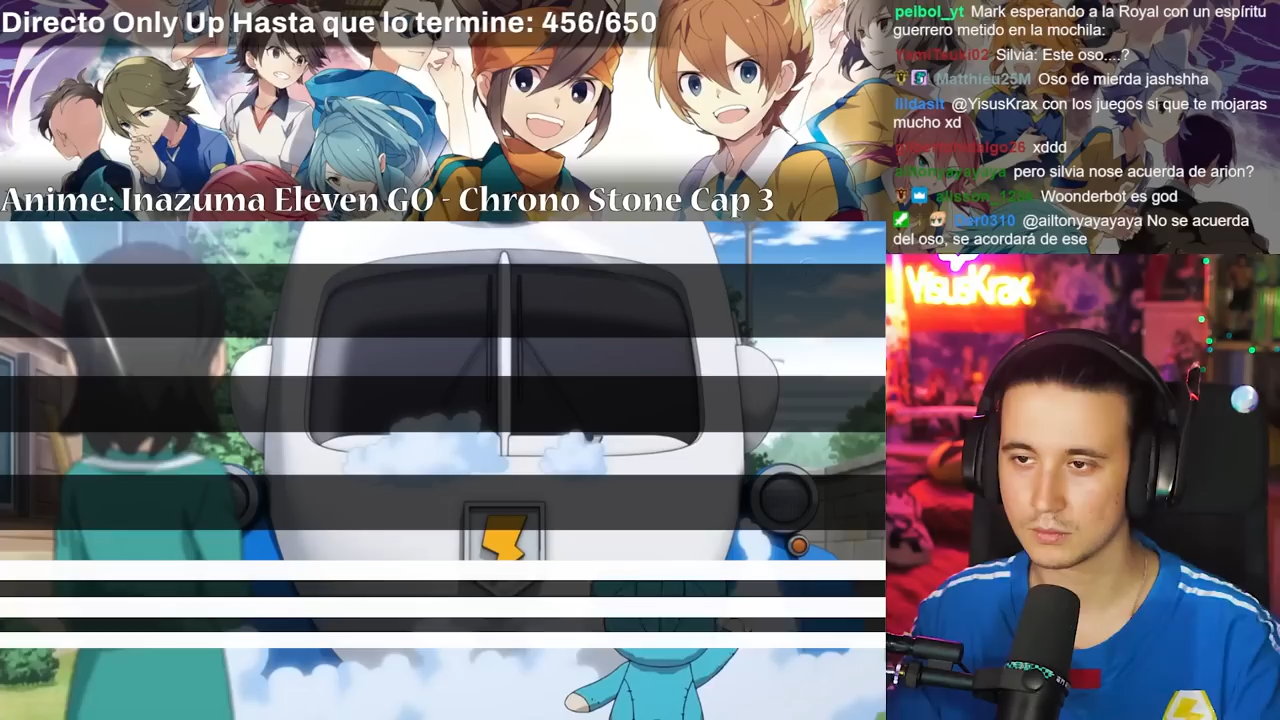 Directo Only Up Hasta que lo termine: 456/650
Anime: Inazuma Eleven GO - Chrono Stone Cap 3
pelbol_yt Mark esperando a la Royal con un espíritu
guerrero metido en la mochila:
YamiTsuki02 Silvia: Este oso....?
Matthieu25M Oso de mierda jashshha
lildasit @YisusKrax con los juegos si que te mojaras
mucho xd
xddd
ailtonyayayaya pero silvia nose acuerda de arion?
Woonderbot es god
@ailtonyayayaya No se acuerda
del oso, se acordará de ese
YisusKrax